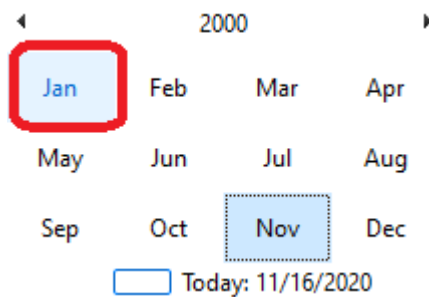 2000
Jan Feb Mar Apr
May Jun Jul Aug
Sep Oct Nov Dec
Today: 11/16/2020